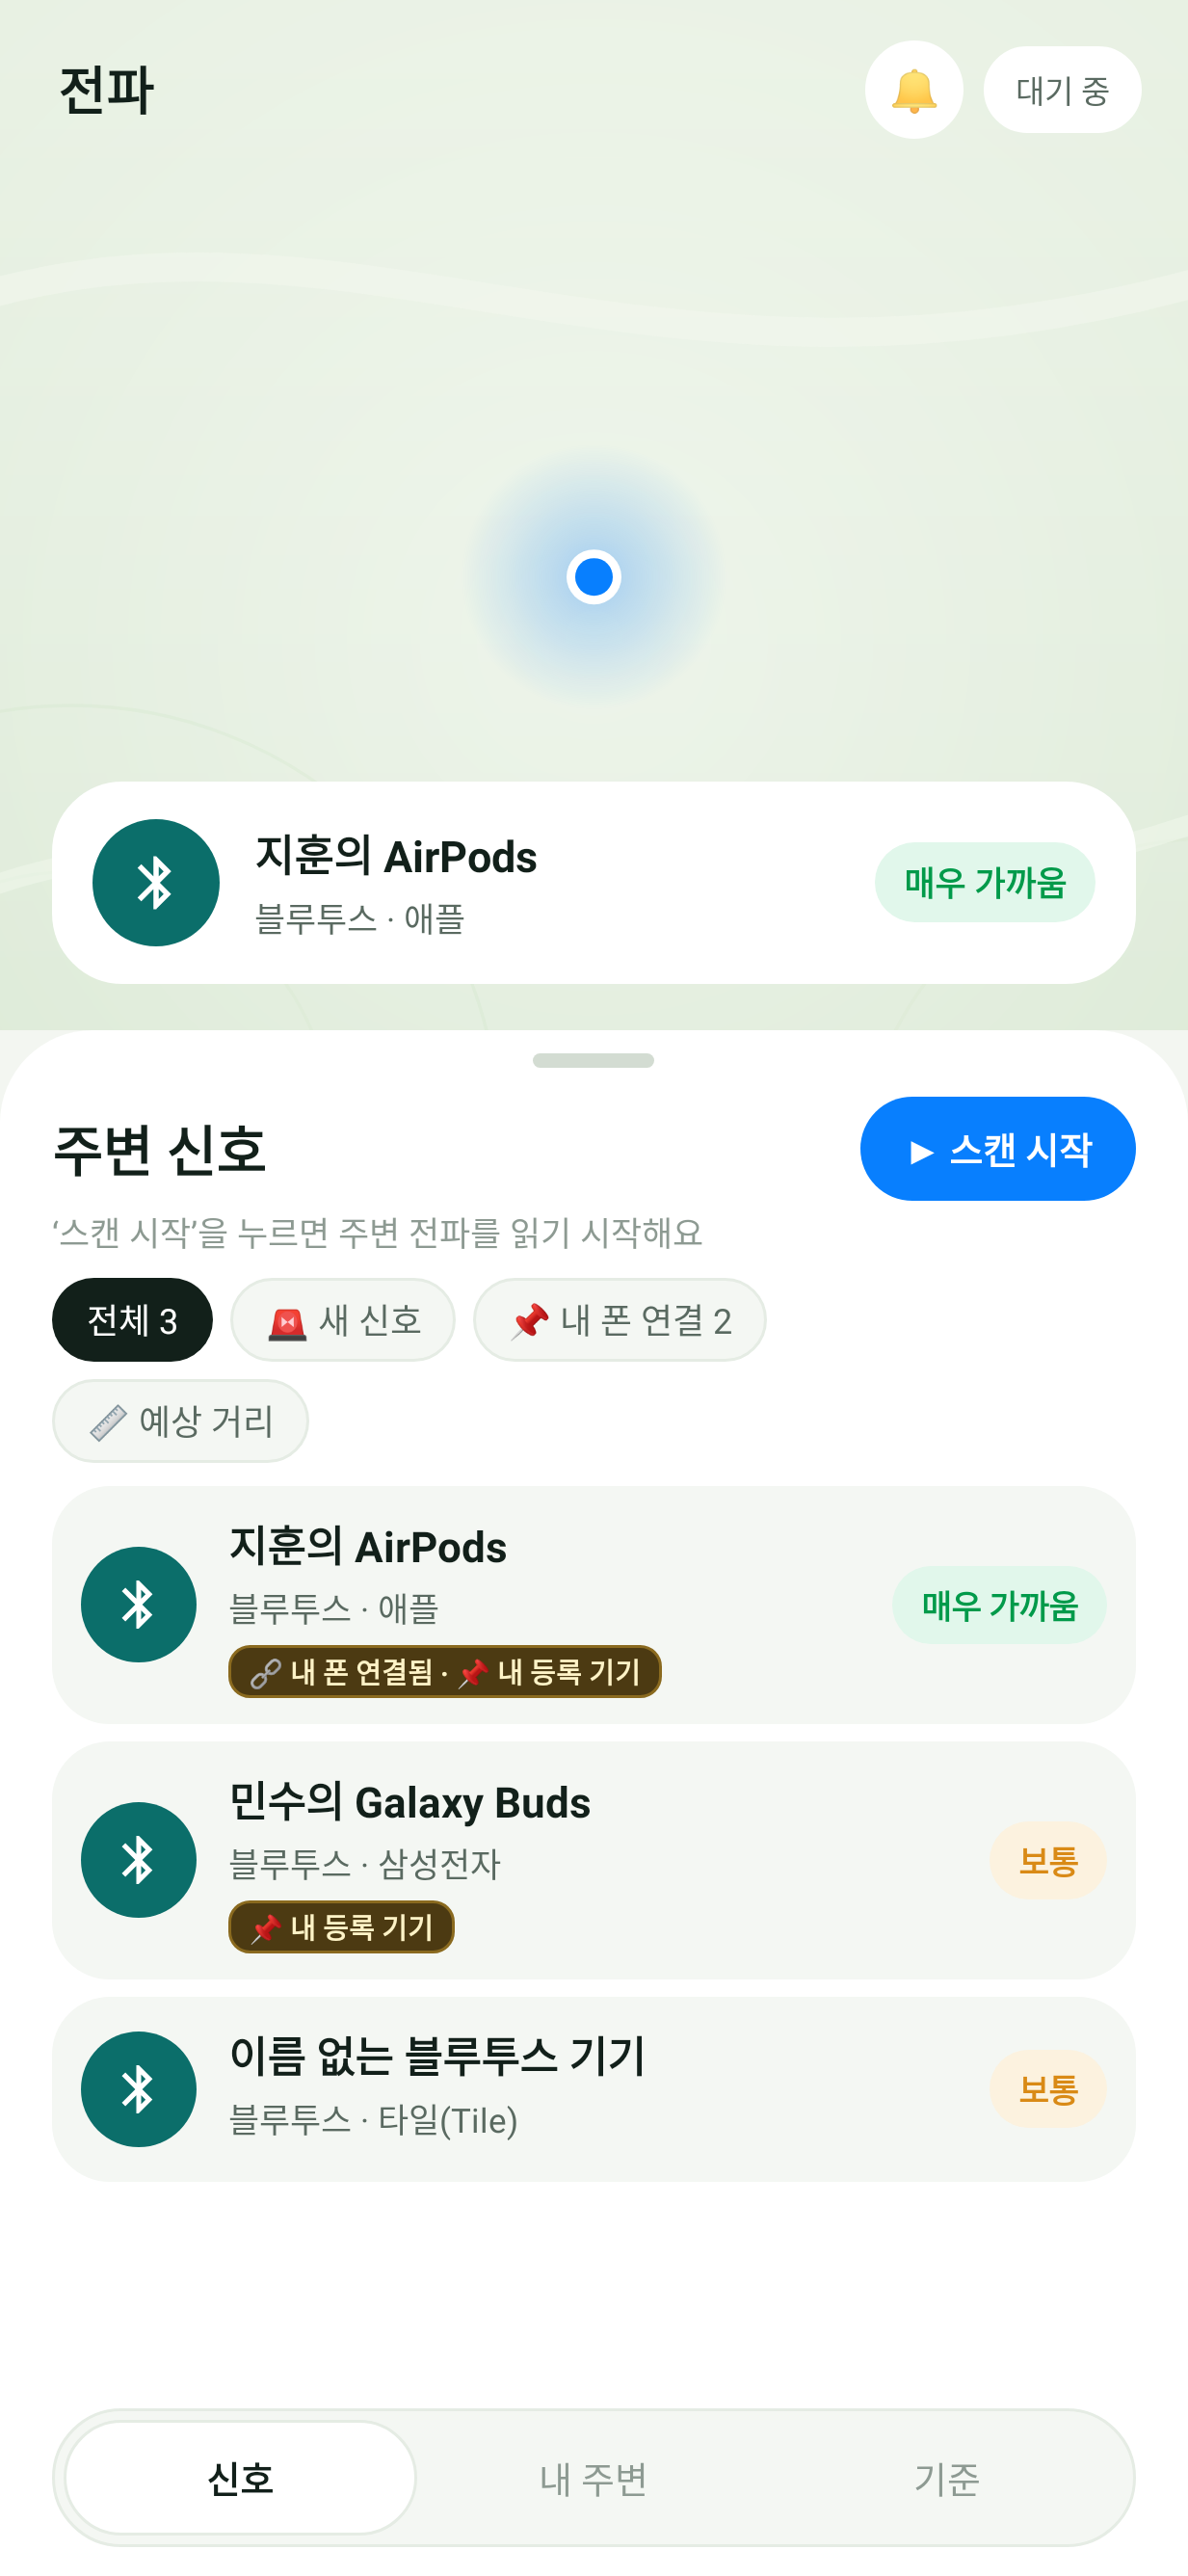 전파
대기 중
지훈의 AirPods
블루투스 · 애플
매우 가까움
주변 신호
▶ 스캔 시작
‘스캔 시작’을 누르면 주변 전파를 읽기 시작해요
전체 3
🚨 새 신호
📌 내 폰 연결 2
📏 예상 거리
지훈의 AirPods
블루투스 · 애플
🔗 내 폰 연결됨 · 📌 내 등록 기기
매우 가까움
민수의 Galaxy Buds
블루투스 · 삼성전자
📌 내 등록 기기
보통
이름 없는 블루투스 기기
블루투스 · 타일(Tile)
보통
신호
내 주변
기준